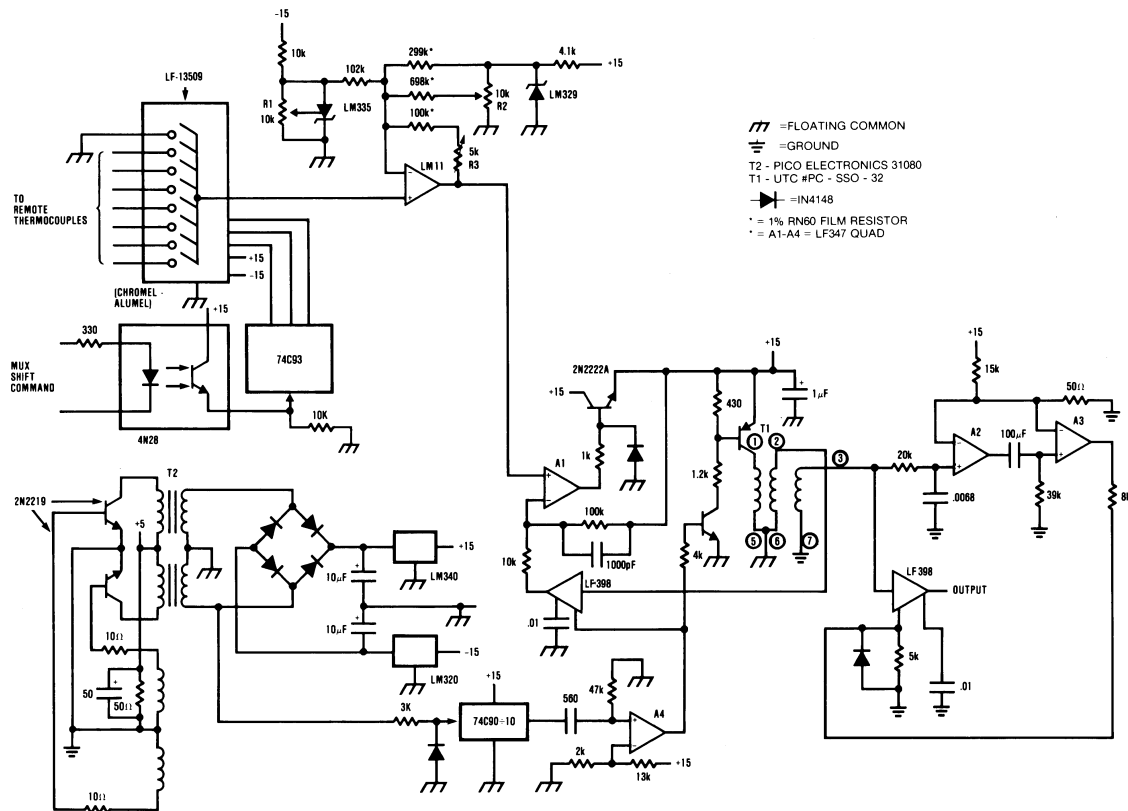 -15
10k
LF-13509
R1
10k
LM335
102k
299k*
698k*
100k*
5k
R3
10k
R2
LM329
4.1k
+15
LM11
=FLOATING COMMON
=GROUND
T2 - PICO ELECTRONICS 31080
T1 - UTC #PC - SSO - 32
=IN4148
* = 1% RN60 FILM RESISTOR
* = A1-A4 = LF347 QUAD
TO
REMOTE
THERMOCOUPLES
+15
-15
(CHROMEL -
ALUMEL)
+15
330
MUX
SHIFT
COMMAND
4N28
74C93
10K
2N2222A
+15
1k
A1
100k
1000pF
10k
LF-398
.01
+15
430
1μF
T1
1
2
3
5
6
7
1.2k
4k
+15
15k
50Ω
A2
100μF
A3
20k
.0068
39k
LF398
OUTPUT
5k
.01
2N2219
T2
+5
10Ω
50
50Ω
10Ω
10μF
10μF
LM340
+15
LM320
-15
3K
+15
74C90÷10
560
47k
A4
2k
13k
+15